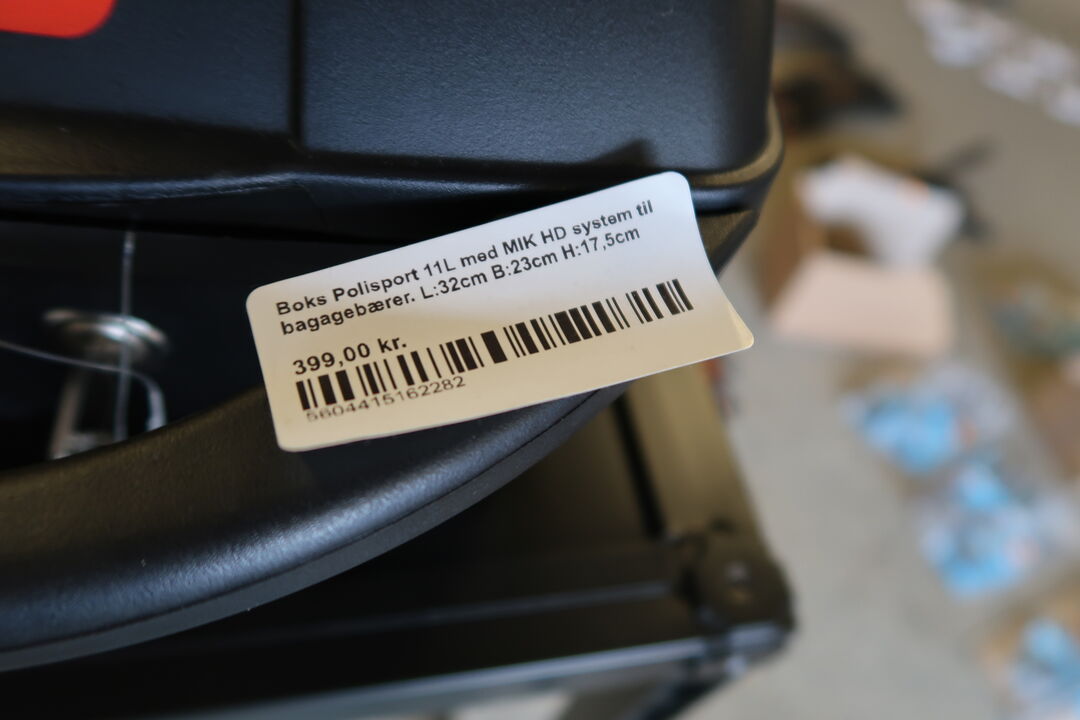 Boks Polisport 11L med MIK HD system til
bagagebærer. L:32cm B:23cm H:17,5cm
399,00 kr.
5604415162282